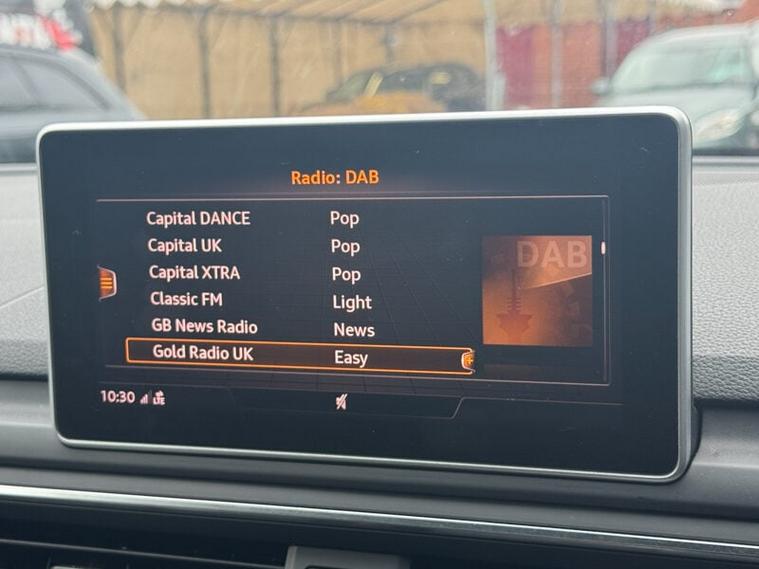 Radio: DAB
Capital DANCE Pop
Capital UK Pop
Capital XTRA Pop
Classic FM Light
GB News Radio News
Gold Radio UK Easy
DAB
10:30 LTE